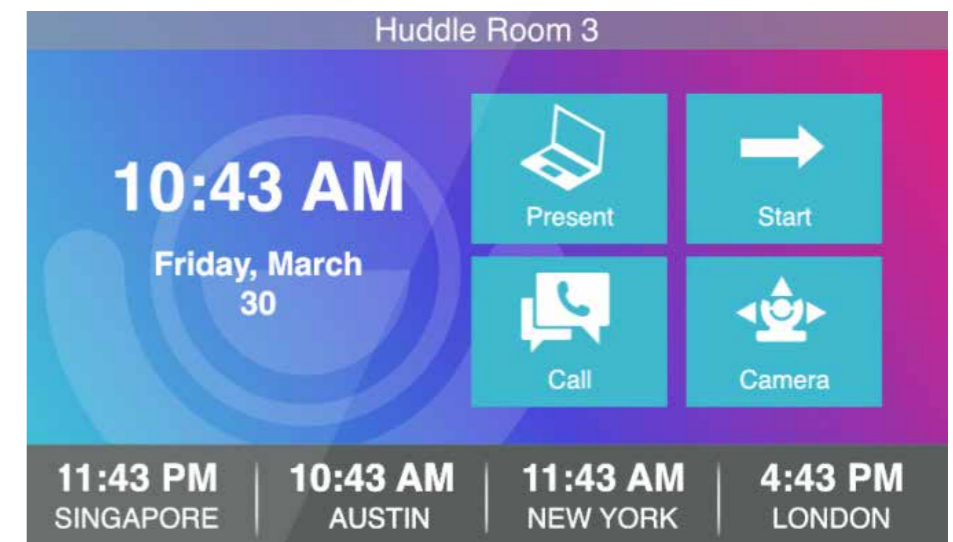 Huddle Room 3
10:43 AM
Friday, March
30
Present
Start
Call
Camera
11:43 PM
SINGAPORE
10:43 AM
AUSTIN
11:43 AM
NEW YORK
4:43 PM
LONDON